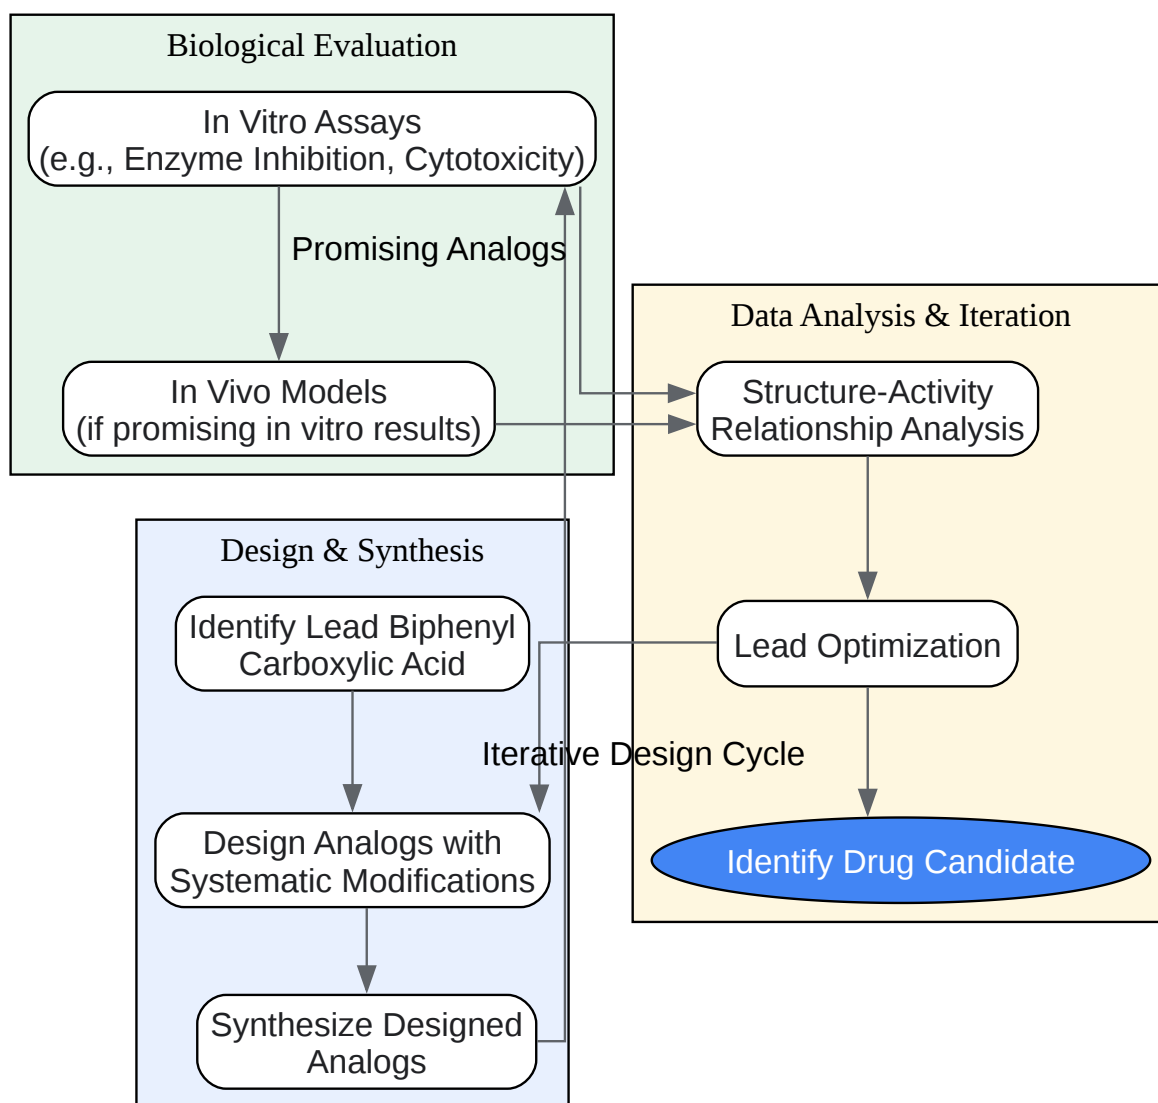 Biological Evaluation
In Vitro Assays
(e.g., Enzyme Inhibition, Cytotoxicity)
Promising Analogs
In Vivo Models
(if promising in vitro results)
Data Analysis & Iteration
Structure-Activity
Relationship Analysis
Lead Optimization
Identify Drug Candidate
Design & Synthesis
Identify Lead Biphenyl
Carboxylic Acid
Iterative Design Cycle
Design Analogs with
Systematic Modifications
Synthesize Designed
Analogs